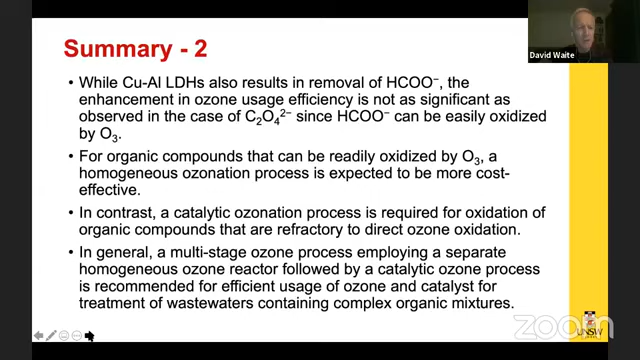 David Waite
Summary - 2
• While Cu-Al LDHs also results in removal of HCOO⁻, the
enhancement in ozone usage efficiency is not as significant as
observed in the case of C₂O₄²⁻ since HCOO⁻ can be easily oxidized
by O₃.
• For organic compounds that can be readily oxidized by O₃, a
homogeneous ozonation process is expected to be more cost-
effective.
• In contrast, a catalytic ozonation process is required for oxidation of
organic compounds that are refractory to direct ozone oxidation.
• In general, a multi-stage ozone process employing a separate
homogeneous ozone reactor followed by a catalytic ozone process
is recommended for efficient usage of ozone and catalyst for
treatment of wastewaters containing complex organic mixtures.
zoom
UNSW